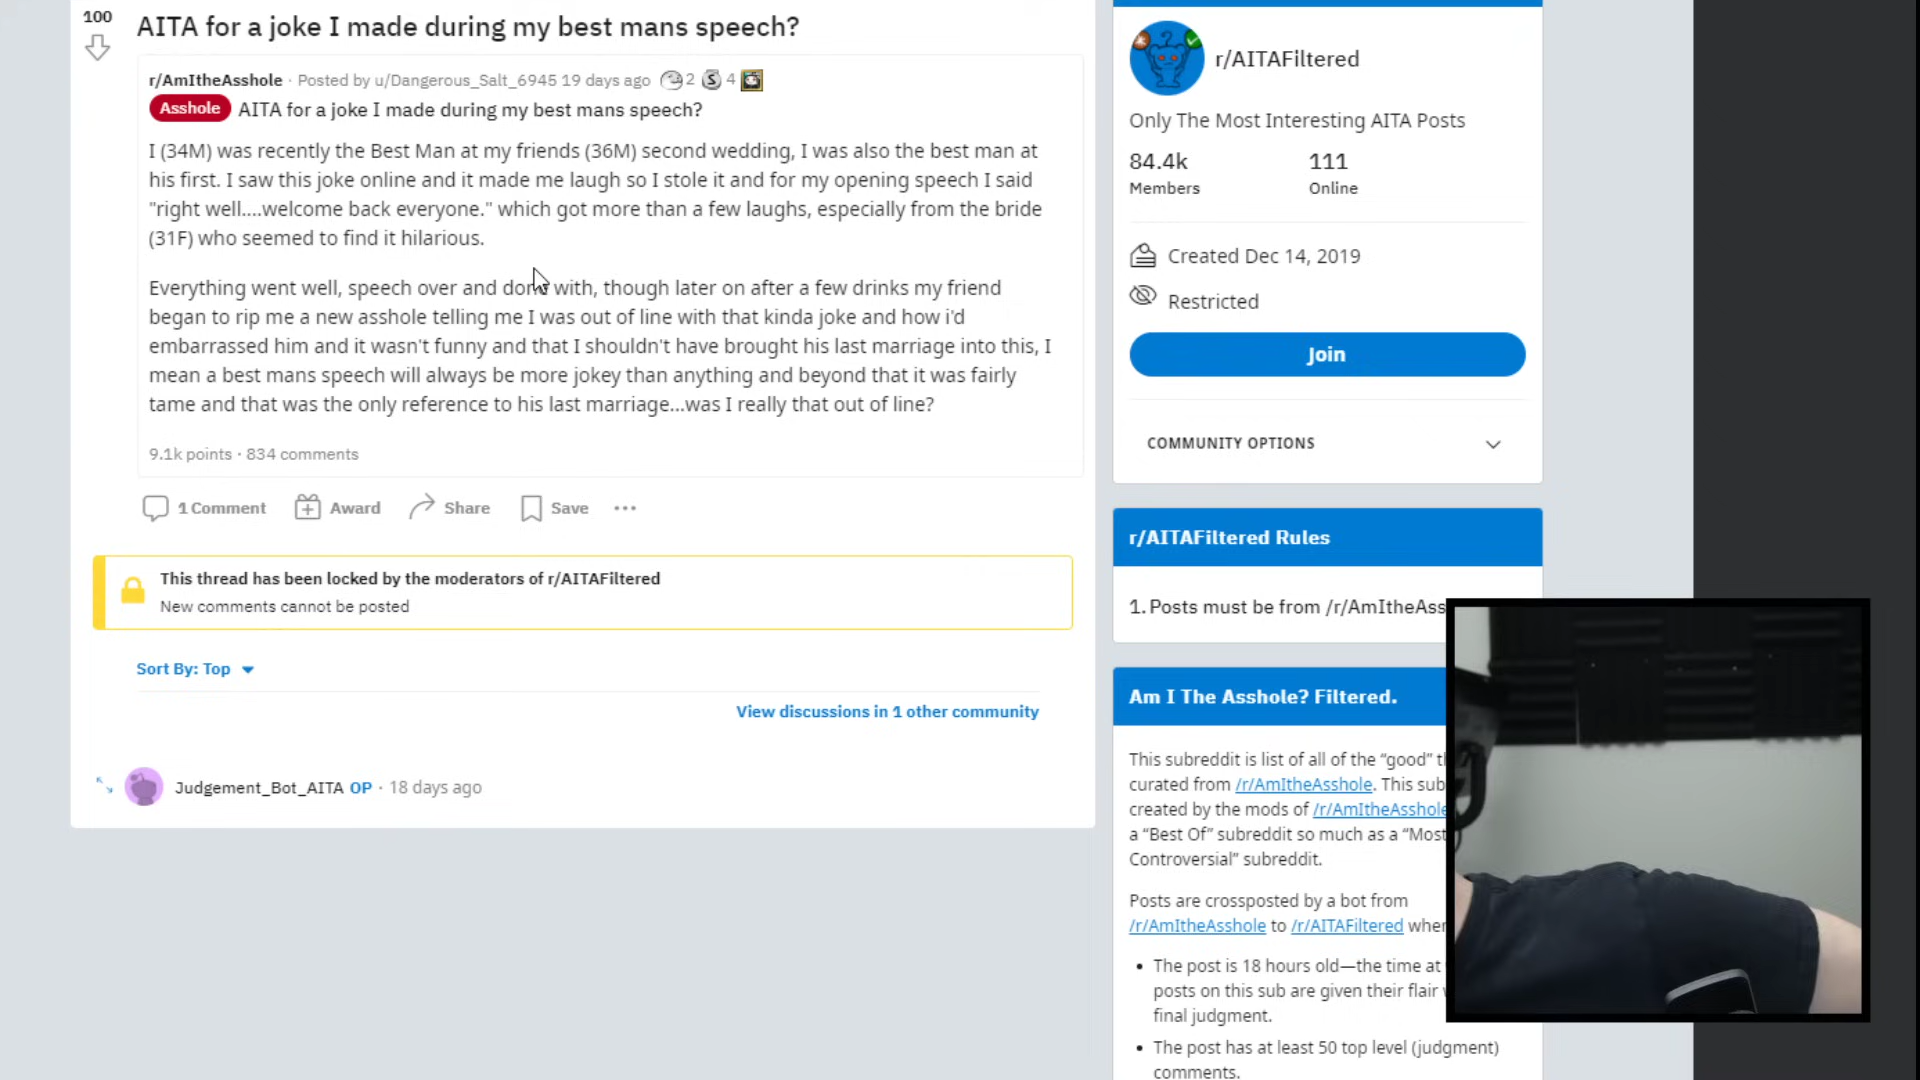 100
AITA for a joke I made during my best mans speech?
r/AmItheAsshole · Posted by u/Dangerous_Salt_6945 19 days ago 2 4
Asshole AITA for a joke I made during my best mans speech?
I (34M) was recently the Best Man at my friends (36M) second wedding, I was also the best man at
his first. I saw this joke online and it made me laugh so I stole it and for my opening speech I said
"right well....welcome back everyone." which got more than a few laughs, especially from the bride
(31F) who seemed to find it hilarious.
Everything went well, speech over and done with, though later on after a few drinks my friend
began to rip me a new asshole telling me I was out of line with that kinda joke and how i'd
embarrassed him and it wasn't funny and that I shouldn't have brought his last marriage into this, I
mean a best mans speech will always be more jokey than anything and beyond that it was fairly
tame and that was the only reference to his last marriage...was I really that out of line?
9.1k points · 834 comments
1 Comment Award Share Save
This thread has been locked by the moderators of r/AITAFiltered
New comments cannot be posted
Sort By: Top
View discussions in 1 other community
Judgement_Bot_AITA OP · 18 days ago
r/AITAFiltered
Only The Most Interesting AITA Posts
84.4k 111
Members Online
Created Dec 14, 2019
Restricted
Join
COMMUNITY OPTIONS
r/AITAFiltered Rules
1. Posts must be from /r/AmItheAss
Am I The Asshole? Filtered.
This subreddit is list of all of the “good” t
curated from /r/AmItheAsshole. This sub
created by the mods of /r/AmItheAsshole
a “Best Of” subreddit so much as a “Most
Controversial” subreddit.
Posts are crossposted by a bot from
/r/AmItheAsshole to /r/AITAFiltered wher
• The post is 18 hours old—the time at
posts on this sub are given their flair
final judgment.
• The post has at least 50 top level (judgment)
comments.